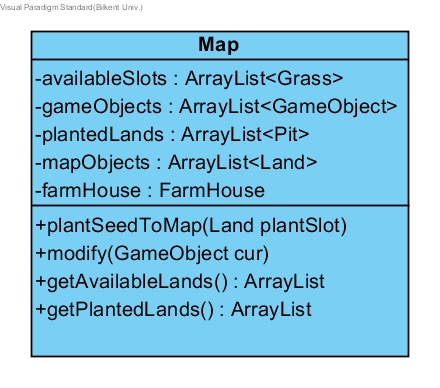 Visual Paradigm Standard(Bilkent Univ.)
Map
-availableSlots : ArrayList<Grass>
-gameObjects : ArrayList<GameObject>
-plantedLands : ArrayList<Pit>
-mapObjects : ArrayList<Land>
-farmHouse : FarmHouse
+plantSeedToMap(Land plantSlot)
+modify(GameObject cur)
+getAvailableLands() : ArrayList
+getPlantedLands() : ArrayList